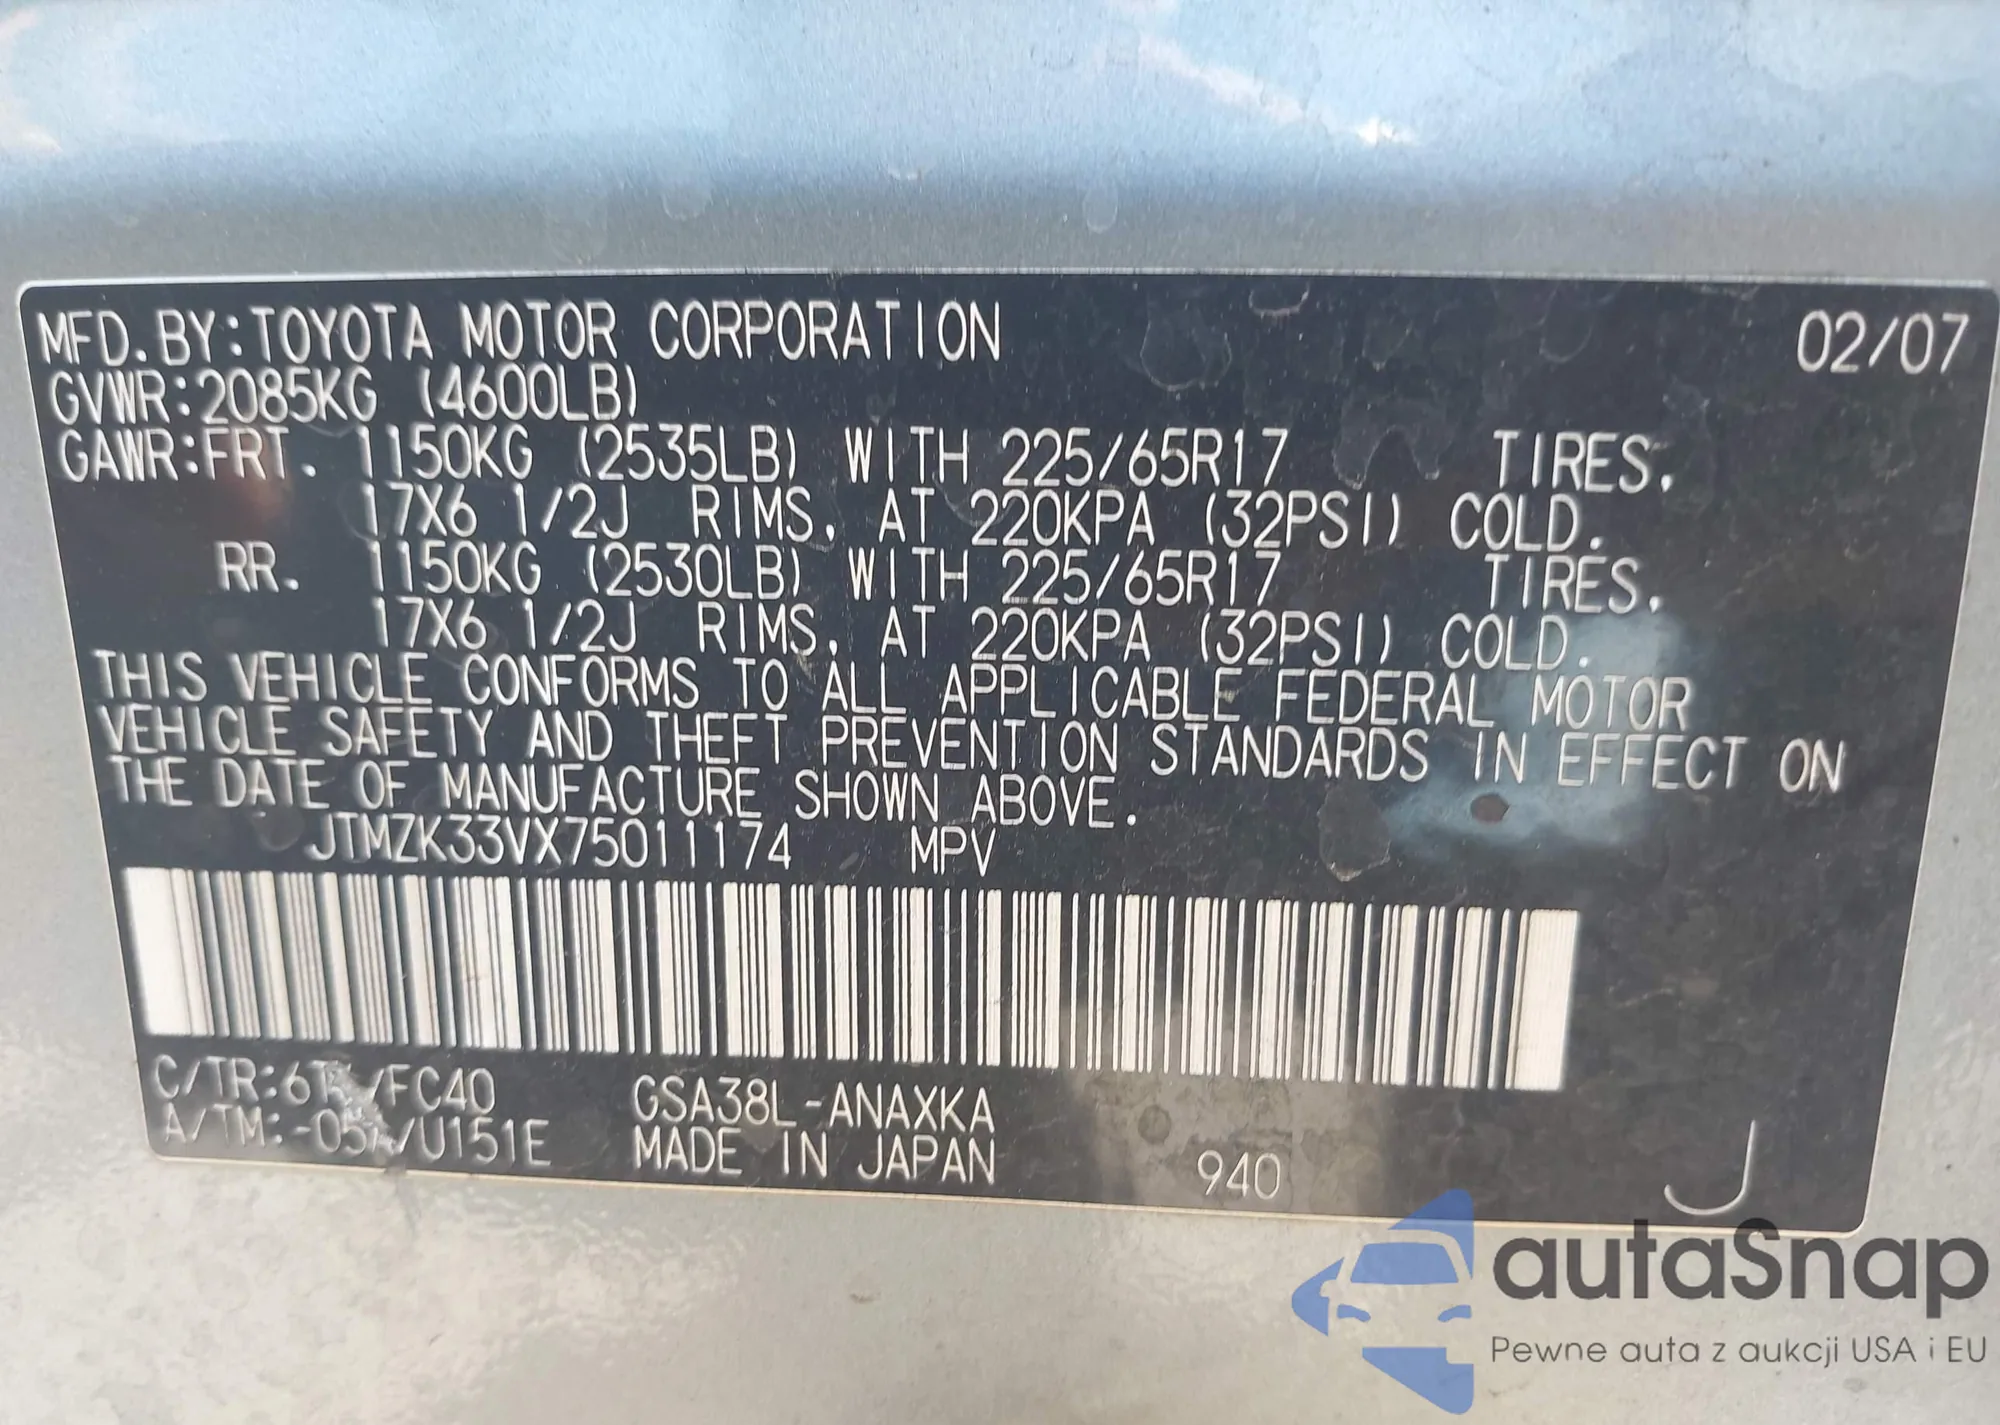 MFD.BY:TOYOTA MOTOR CORPORATION 02/07
GVWR:2085KG (4600LB)
GAWR:FRT. 1150KG (2535LB) WITH 225/65R17 TIRES,
17X6 1/2J RIMS, AT 220KPA (32PSI) COLD.
RR. 1150KG (2530LB) WITH 225/65R17 TIRES,
17X6 1/2J RIMS, AT 220KPA (32PSI) COLD.
THIS VEHICLE CONFORMS TO ALL APPLICABLE FEDERAL MOTOR
VEHICLE SAFETY AND THEFT PREVENTION STANDARDS IN EFFECT ON
THE DATE OF MANUFACTURE SHOWN ABOVE.
JTMZK33VX75011174 MPV
C/TR: /FC40 GSA38L-ANAXKA
A/TM: /U151E MADE IN JAPAN 940 J
autaSnap
Pewne auta z aukcji USA i EU